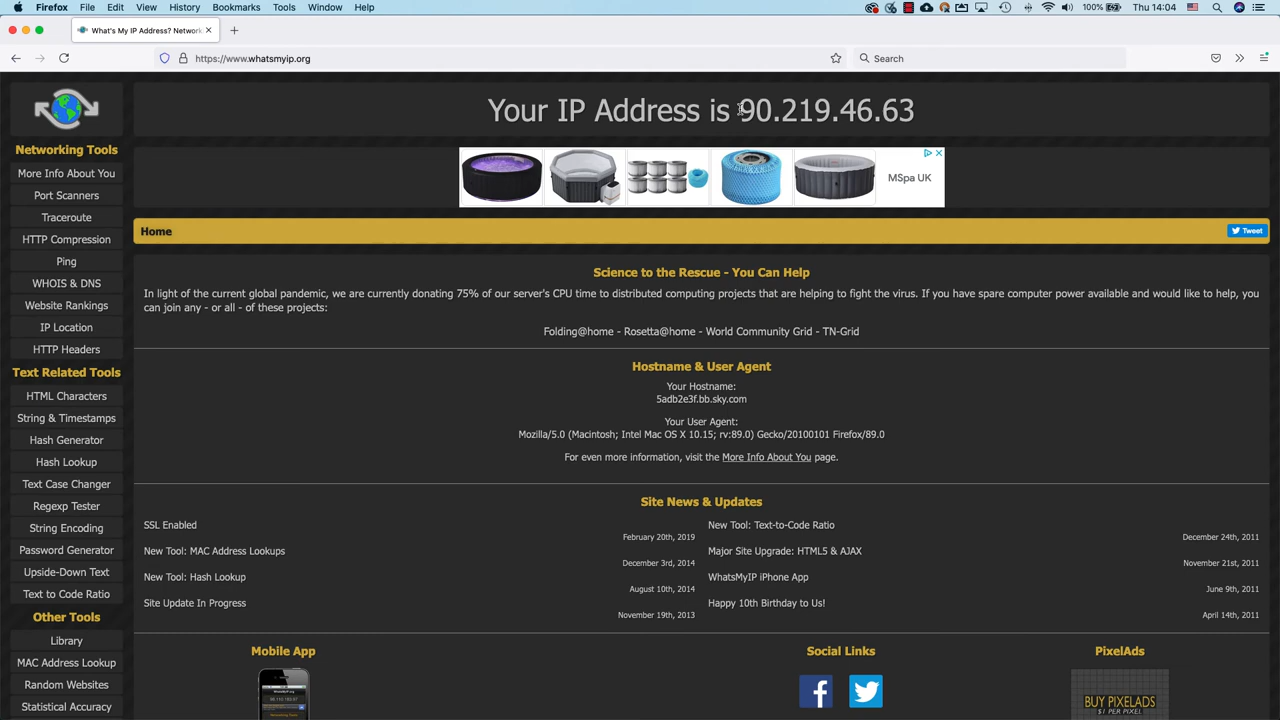 Firefox File Edit View History Bookmarks Tools Window Help
100% Thu 14:04
What's My IP Address? Network
https://www.whatsmyip.org
Search
Your IP Address is 90.219.46.63
MSpa UK
Home
Tweet
Networking Tools
More Info About You
Port Scanners
Traceroute
HTTP Compression
Ping
WHOIS & DNS
Website Rankings
IP Location
HTTP Headers
Text Related Tools
HTML Characters
String & Timestamps
Hash Generator
Hash Lookup
Text Case Changer
Regexp Tester
String Encoding
Password Generator
Upside-Down Text
Text to Code Ratio
Other Tools
Library
MAC Address Lookup
Random Websites
Statistical Accuracy
Science to the Rescue - You Can Help
In light of the current global pandemic, we are currently donating 75% of our server's CPU time to distributed computing projects that are helping to fight the virus. If you have spare computer power available and would like to help, you
can join any - or all - of these projects:
Folding@home - Rosetta@home - World Community Grid - TN-Grid
Hostname & User Agent
Your Hostname:
5adb2e3f.bb.sky.com
Your User Agent:
Mozilla/5.0 (Macintosh; Intel Mac OS X 10.15; rv:89.0) Gecko/20100101 Firefox/89.0
For even more information, visit the More Info About You page.
Site News & Updates
SSL Enabled
February 20th, 2019
New Tool: MAC Address Lookups
December 3rd, 2014
New Tool: Hash Lookup
August 10th, 2014
Site Update In Progress
November 19th, 2013
New Tool: Text-to-Code Ratio
December 24th, 2011
Major Site Upgrade: HTML5 & AJAX
November 21st, 2011
WhatsMyIP iPhone App
June 9th, 2011
Happy 10th Birthday to Us!
April 14th, 2011
Mobile App
Social Links
PixelAds
BUY PIXELADS
$1 PER PIXEL